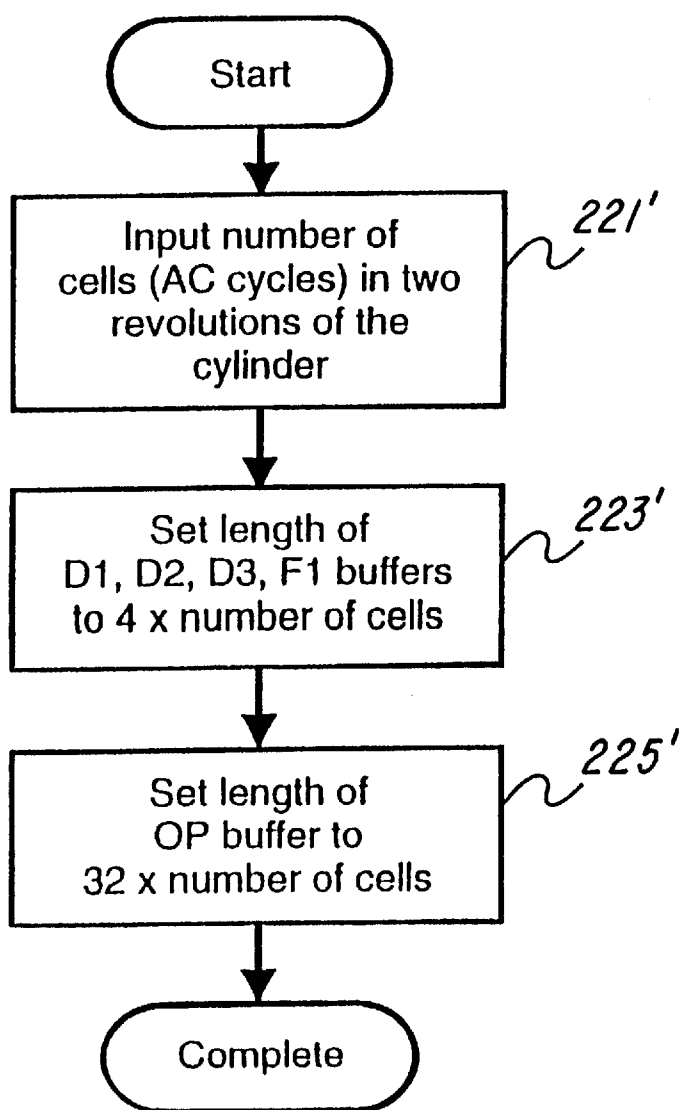 Start
Input number of
cells (AC cycles) in two
revolutions of the
cylinder
221'
Set length of
D1, D2, D3, F1 buffers
to 4 x number of cells
223'
Set length of
OP buffer to
32 x number of cells
225'
Complete